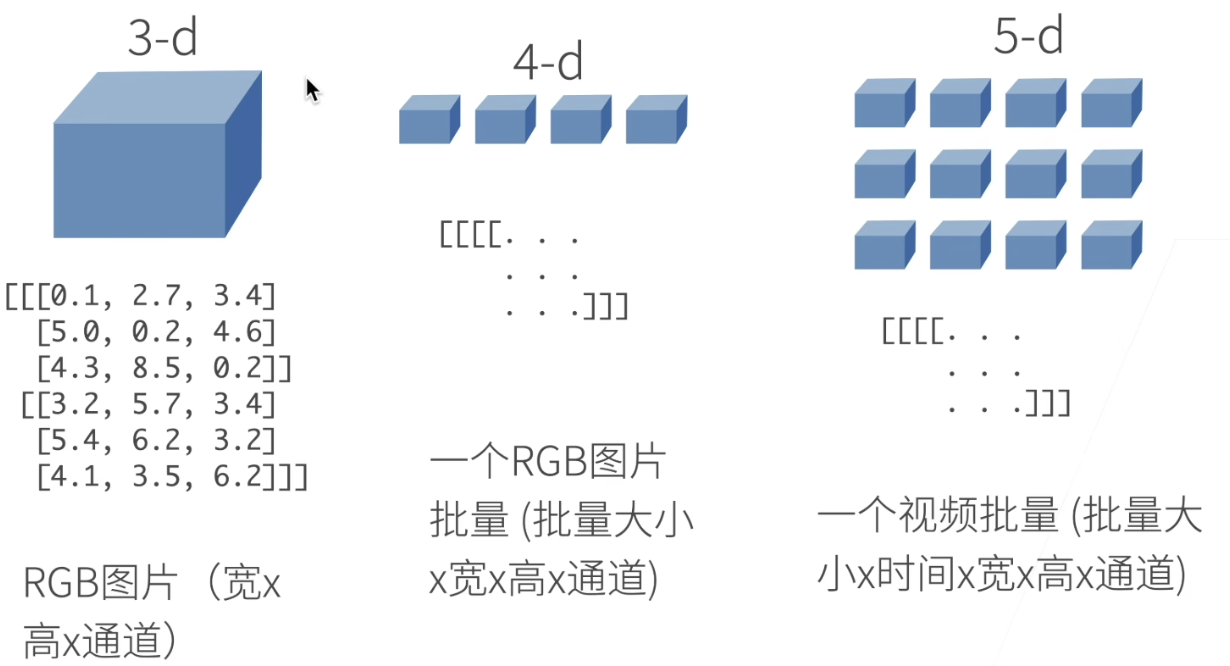 3-d
[[[0.1, 2.7, 3.4]
[5.0, 0.2, 4.6]
[4.3, 8.5, 0.2]]
[[3.2, 5.7, 3.4]
[5.4, 6.2, 3.2]
[4.1, 3.5, 6.2]]]
RGB图片（宽x
高x通道）
4-d
[[[[. . .
. . .
. . .]]]
一个RGB图片
批量 (批量大小
x宽x高x通道)
5-d
[[[[. . .
. . .
. . .]]]
一个视频批量 (批量大
小x时间x宽x高x通道)